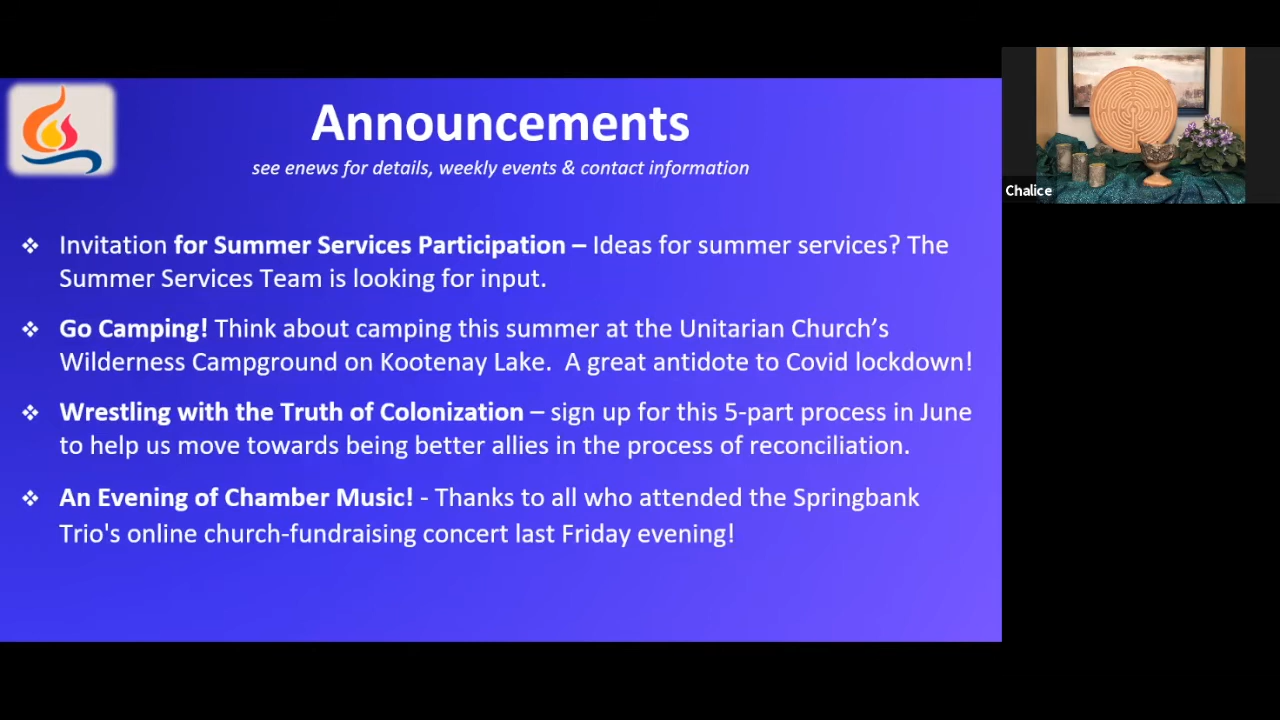 Announcements
see enews for details, weekly events & contact information
❖ Invitation for Summer Services Participation – Ideas for summer services? The
Summer Services Team is looking for input.
❖ Go Camping! Think about camping this summer at the Unitarian Church’s
Wilderness Campground on Kootenay Lake.  A great antidote to Covid lockdown!
❖ Wrestling with the Truth of Colonization – sign up for this 5-part process in June
to help us move towards being better allies in the process of reconciliation.
❖ An Evening of Chamber Music! - Thanks to all who attended the Springbank
Trio's online church-fundraising concert last Friday evening!
Chalice